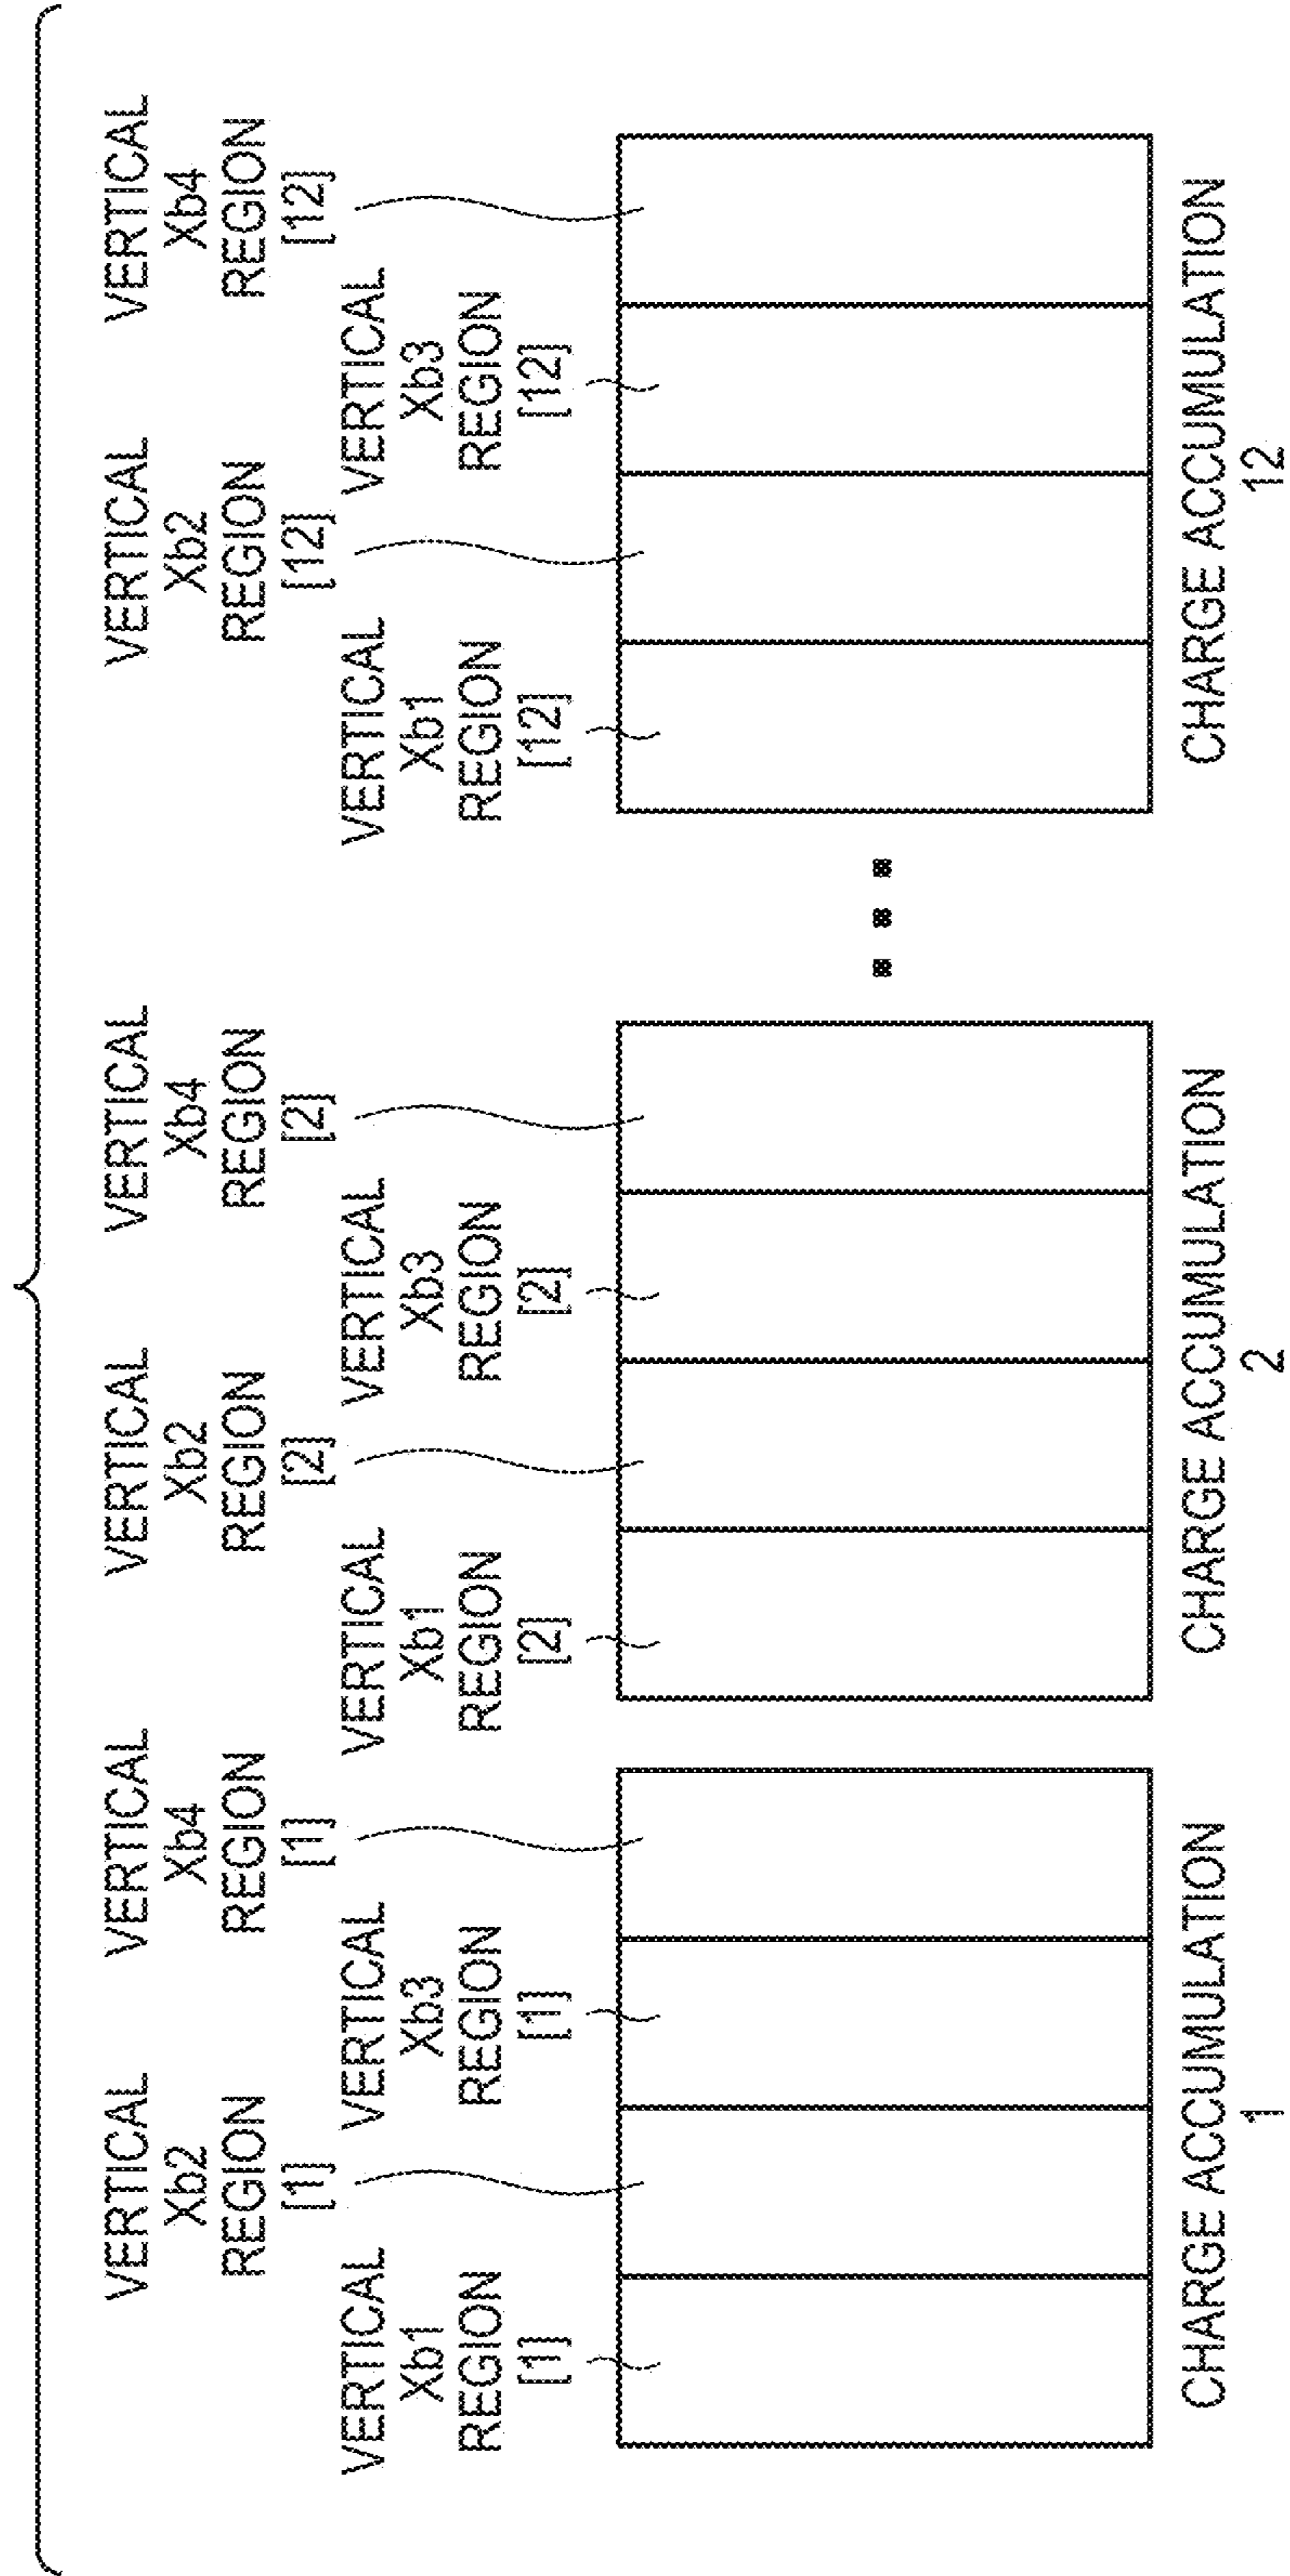 VERTICAL
Xb2
REGION
[1]
VERTICAL
Xb4
REGION
[1]
VERTICAL
Xb2
REGION
[2]
VERTICAL
Xb4
REGION
[2]
VERTICAL
Xb2
REGION
[12]
VERTICAL
Xb4
REGION
[12]
VERTICAL
Xb1
REGION
[1]
VERTICAL
Xb3
REGION
[1]
VERTICAL
Xb1
REGION
[2]
VERTICAL
Xb3
REGION
[2]
VERTICAL
Xb1
REGION
[12]
VERTICAL
Xb3
REGION
[12]
CHARGE ACCUMULATION
1
CHARGE ACCUMULATION
2
CHARGE ACCUMULATION
12